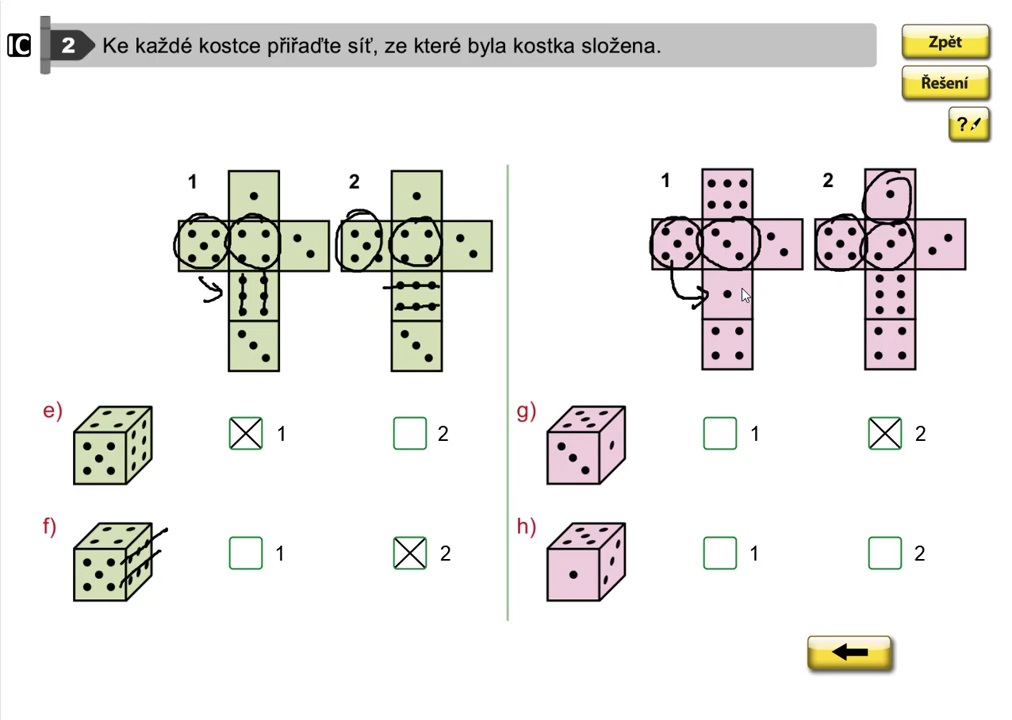 IC
2 Ke každé kostce přiřaďte síť, ze které byla kostka složena.
Zpět
Řešení
?
1 2
1 2
e) 1 2
g) 1 2
f) 1 2
h) 1 2